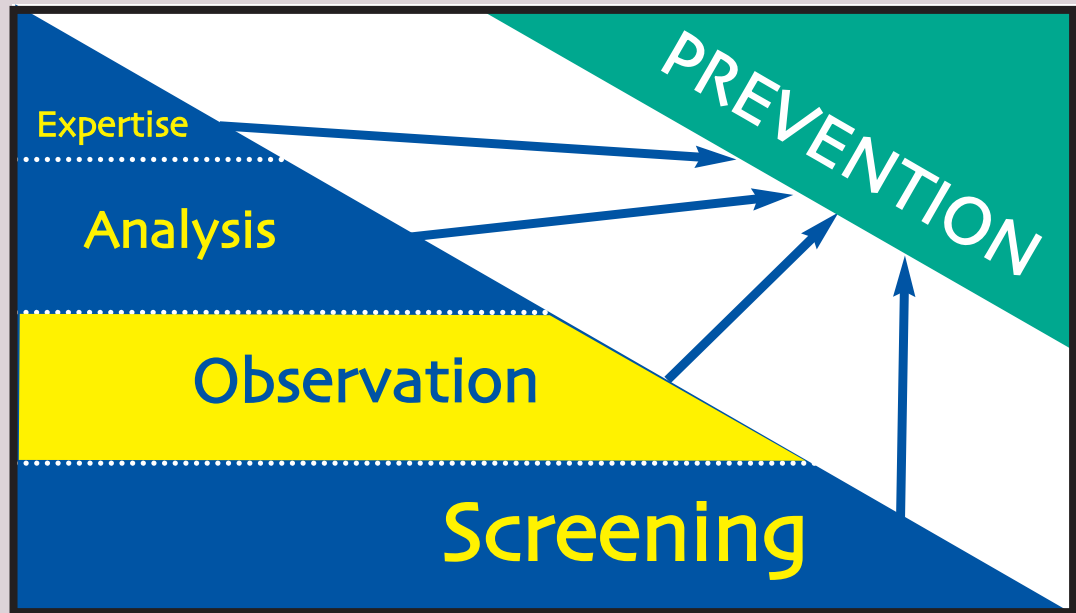 PREVENTION
Expertise
Analysis
Observation
Screening